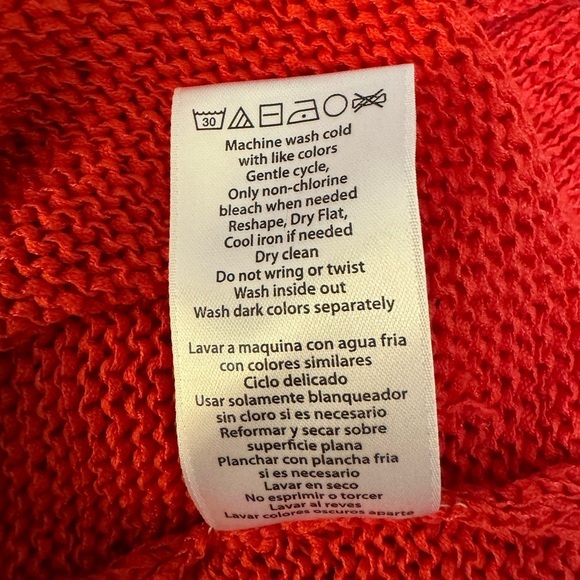 30
Machine wash cold
with like colors
Gentle cycle,
Only non-chlorine
bleach when needed
Reshape, Dry Flat,
Cool iron if needed
Dry clean
Do not wring or twist
Wash inside out
Wash dark colors separately
Lavar a maquina con agua fria
con colores similares
Ciclo delicado
Usar solamente blanqueador
sin cloro si es necesario
Reformar y secar sobre
superficie plana
Planchar con plancha fria
si es necesario
Lavar en seco
No esprimir o torcer
Lavar al reves
Lavar colores oscuros aparte